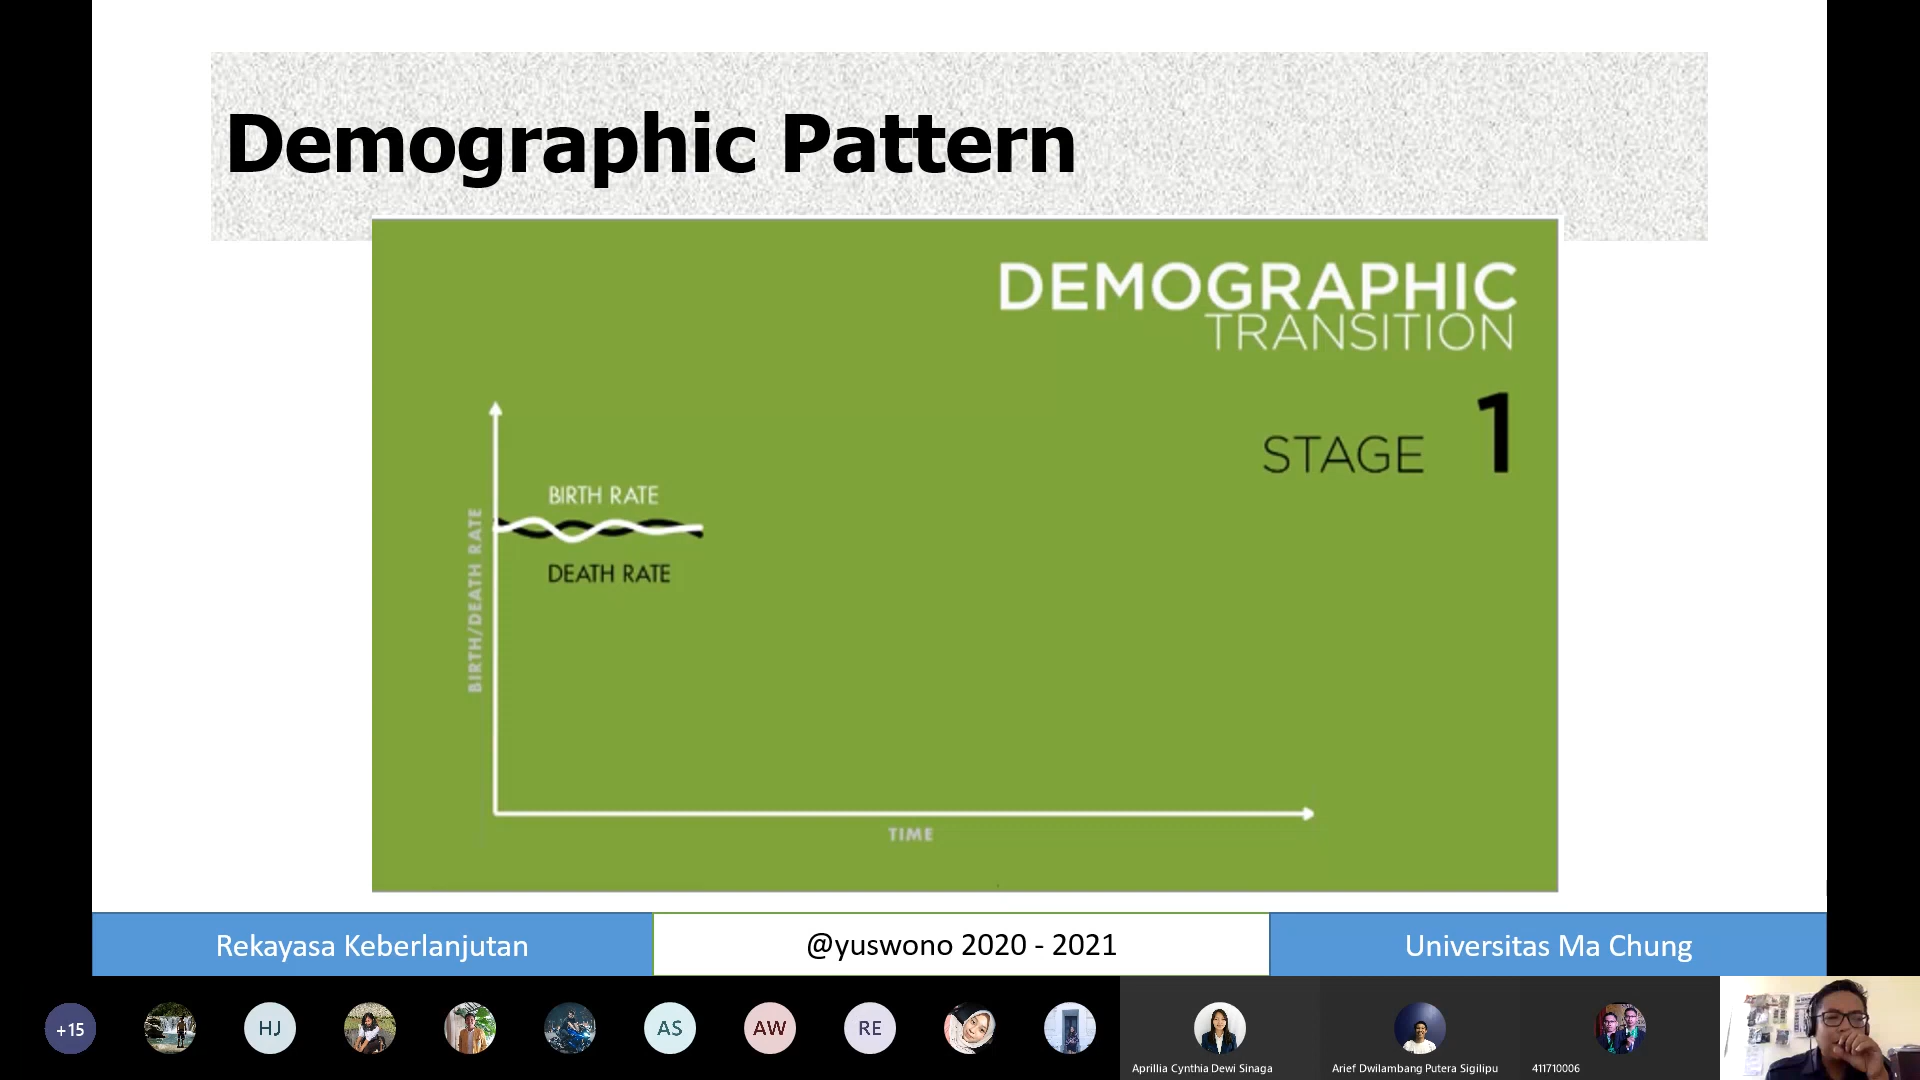 Demographic Pattern
DEMOGRAPHIC
TRANSITION
STAGE 1
BIRTH RATE
DEATH RATE
BIRTH/DEATH RATE
TIME
Rekayasa Keberlanjutan
@yuswono 2020 - 2021
Universitas Ma Chung
+15
HJ
AS
AW
RE
Aprillia Cynthia Dewi Sinaga
Arief Dwilambang Putera Sigilipu
411710006